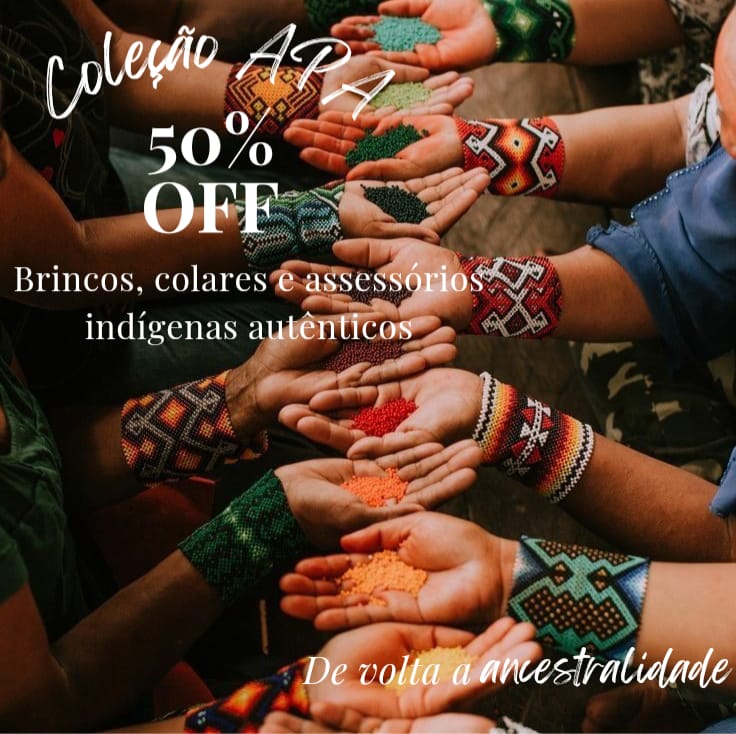 Coleção APA
50%
OFF
Brincos, colares e assessórios
indígenas autênticos
De volta a ancestralidade